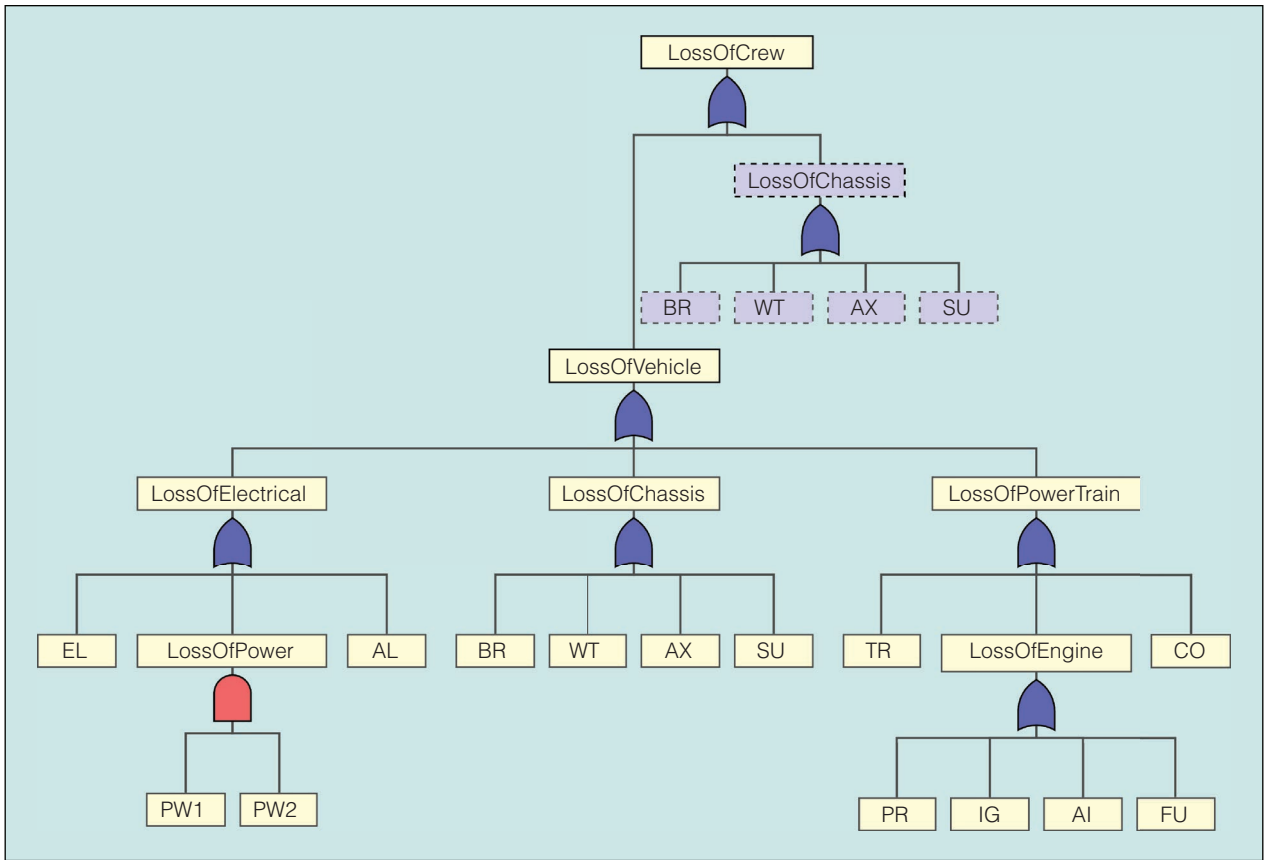 LossOfCrew
LossOfChassis
BR WT AX SU
LossOfVehicle
LossOfElectrical LossOfChassis LossOfPowerTrain
EL LossOfPower AL BR WT AX SU TR LossOfEngine CO
PW1 PW2 PR IG AI FU